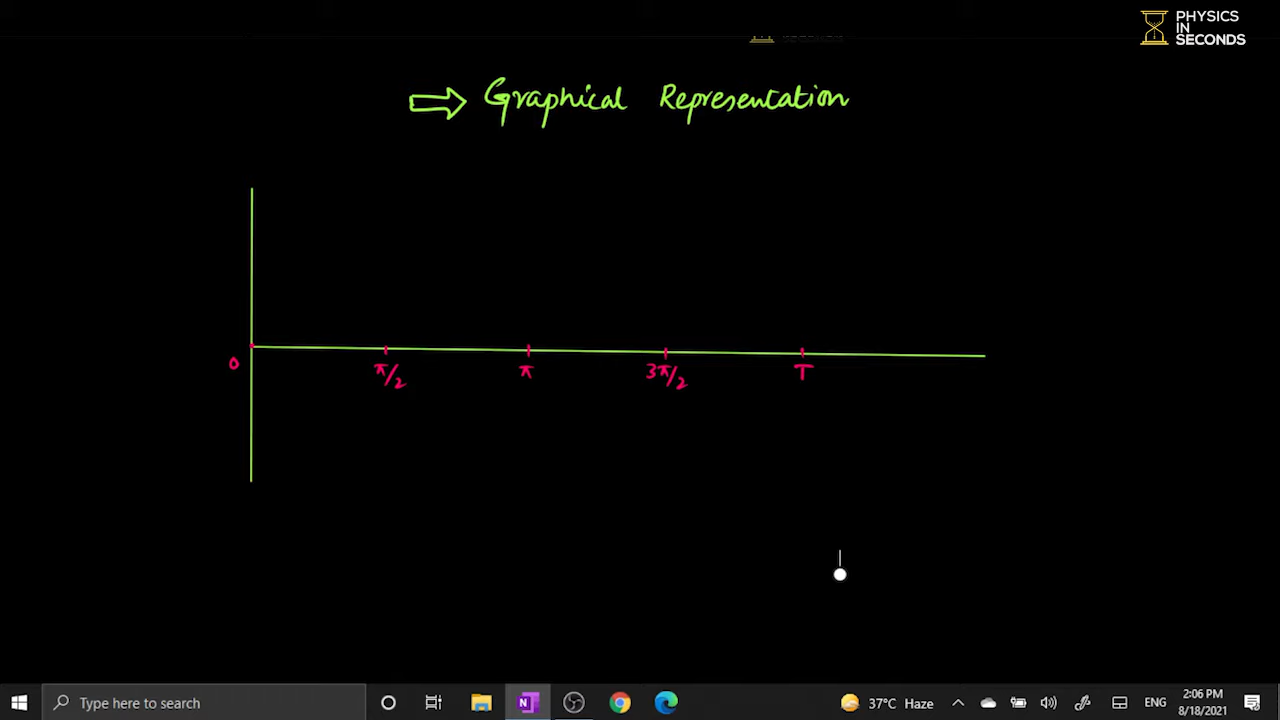 PHYSICS
IN
SECONDS
⇒ Graphical Representation
0 π/2 π 3π/2 T
Type here to search
37°C Haze
ENG
2:06 PM
8/18/2021